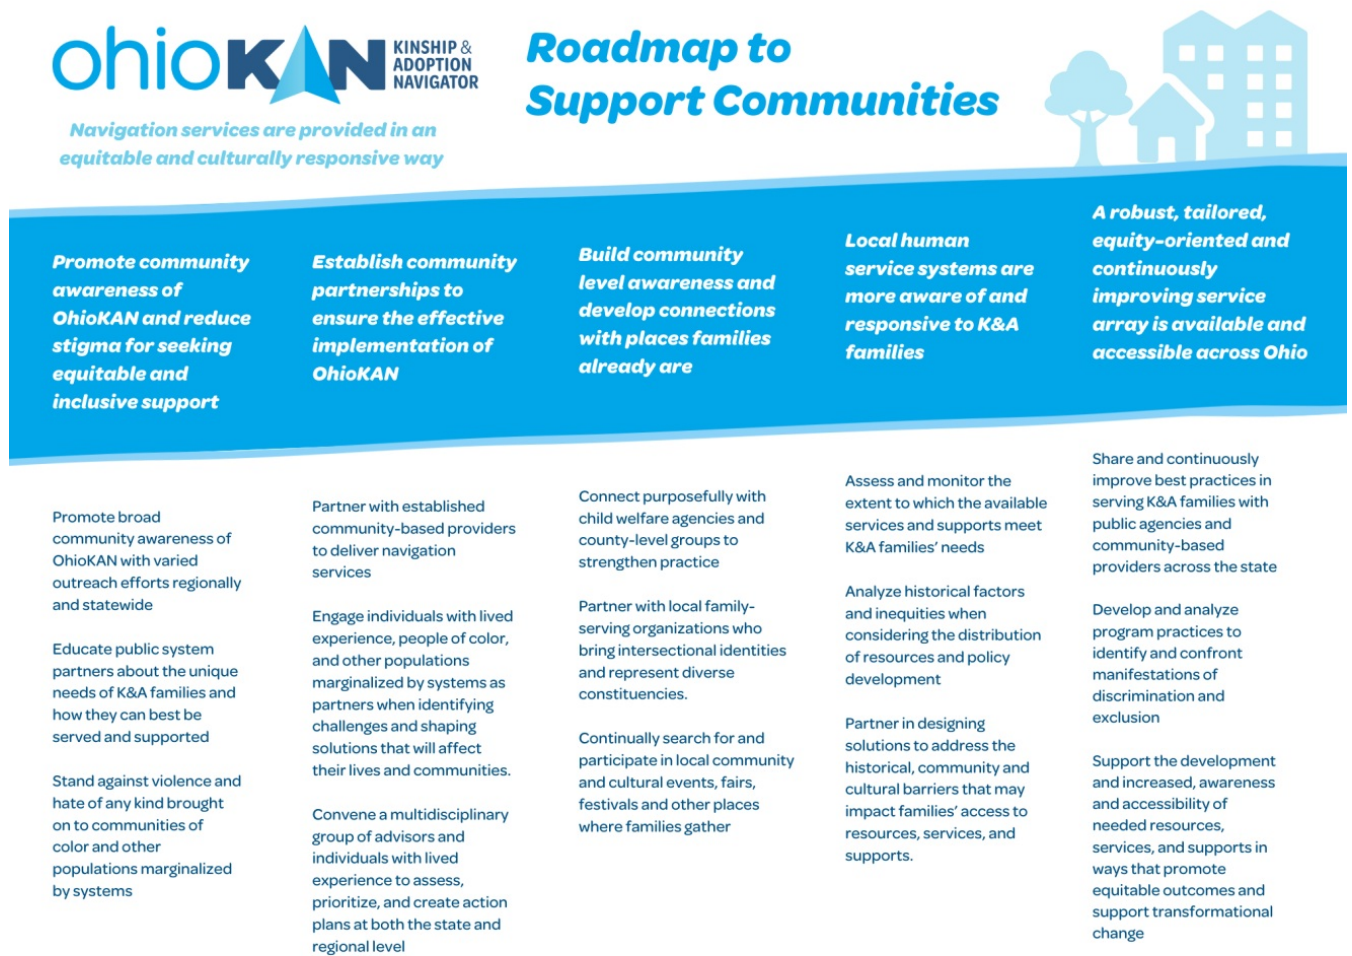 ohioKAN
KINSHIP &
ADOPTION
NAVIGATOR
Navigation services are provided in an
equitable and culturally responsive way
Roadmap to
Support Communities
Promote community
awareness of
OhioKAN and reduce
stigma for seeking
equitable and
inclusive support
Establish community
partnerships to
ensure the effective
implementation of
OhioKAN
Build community
level awareness and
develop connections
with places families
already are
Local human
service systems are
more aware of and
responsive to K&A
families
A robust, tailored,
equity-oriented and
continuously
improving service
array is available and
accessible across Ohio
Promote broad
community awareness of
OhioKAN with varied
outreach efforts regionally
and statewide
Educate public system
partners about the unique
needs of K&A families and
how they can best be
served and supported
Stand against violence and
hate of any kind brought
on to communities of
color and other
populations marginalized
by systems
Partner with established
community-based providers
to deliver navigation
services
Engage individuals with lived
experience, people of color,
and other populations
marginalized by systems as
partners when identifying
challenges and shaping
solutions that will affect
their lives and communities.
Convene a multidisciplinary
group of advisors and
individuals with lived
experience to assess,
prioritize, and create action
plans at both the state and
regional level
Connect purposefully with
child welfare agencies and
county-level groups to
strengthen practice
Partner with local family-
serving organizations who
bring intersectional identities
and represent diverse
constituencies.
Continually search for and
participate in local community
and cultural events, fairs,
festivals and other places
where families gather
Assess and monitor the
extent to which the available
services and supports meet
K&A families' needs
Analyze historical factors
and inequities when
considering the distribution
of resources and policy
development
Partner in designing
solutions to address the
historical, community and
cultural barriers that may
impact families' access to
resources, services, and
supports.
Share and continuously
improve best practices in
serving K&A families with
public agencies and
community-based
providers across the state
Develop and analyze
program practices to
identify and confront
manifestations of
discrimination and
exclusion
Support the development
and increased, awareness
and accessibility of
needed resources,
services, and supports in
ways that promote
equitable outcomes and
support transformational
change